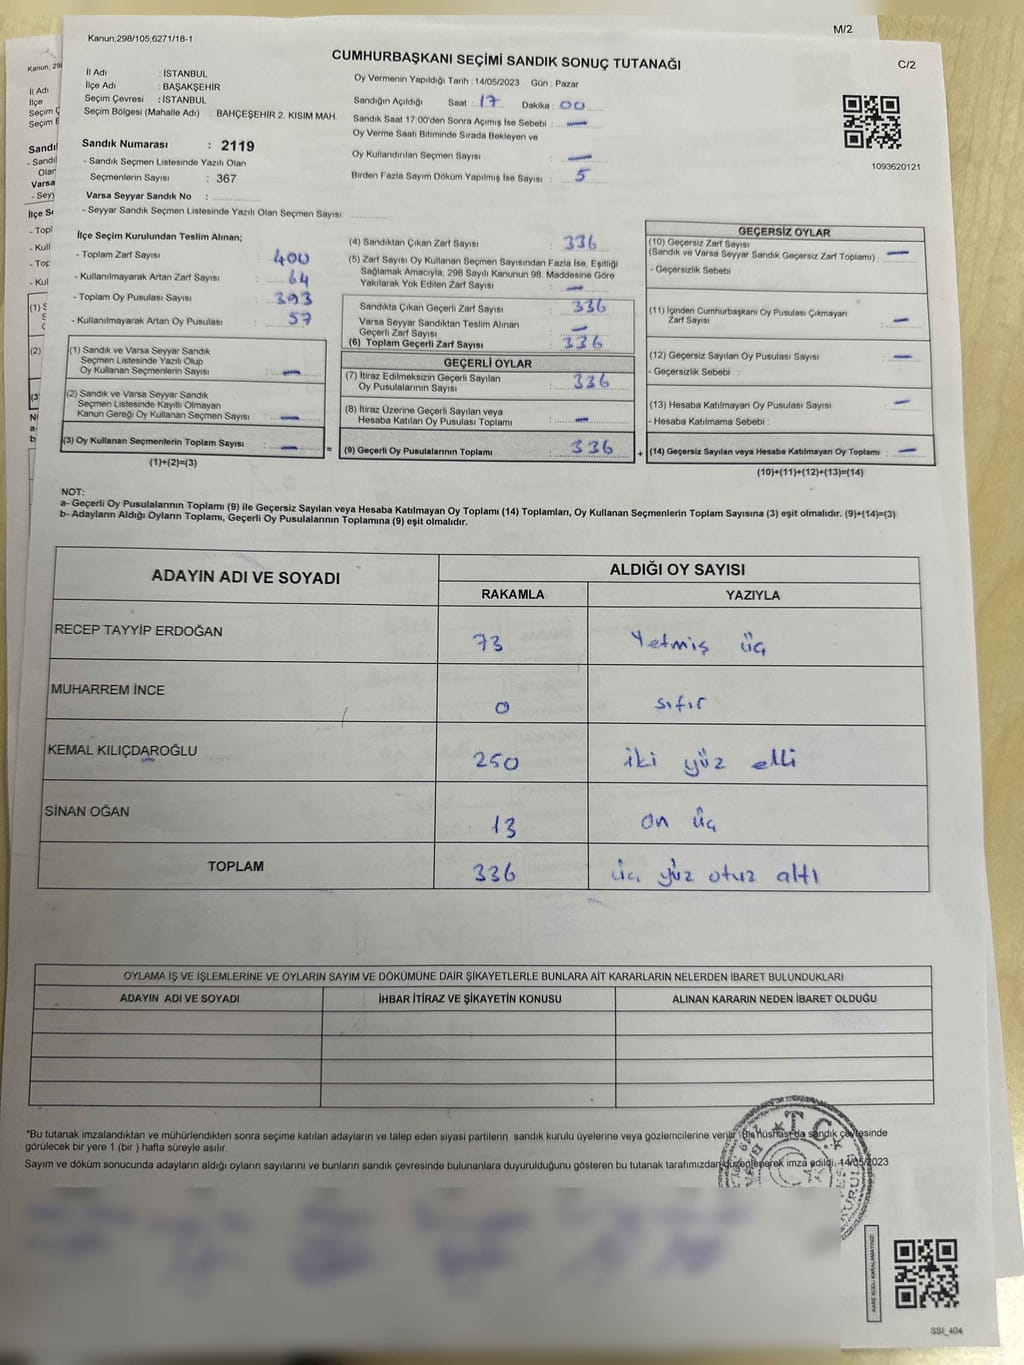 Kanun;298/105,6271/18-1
M/2
CUMHURBAŞKANI SEÇİMİ SANDIK SONUÇ TUTANAĞI
C/2
İl Adı : İSTANBUL
İlçe Adı : BAŞAKŞEHİR
Seçim Çevresi : İSTANBUL
Seçim Bölgesi (Mahalle Adı) : BAHÇEŞEHİR 2. KISIM MAH.
Sandık Numarası : 2119
- Sandık Seçmen Listesinde Yazılı Olan
Seçmenlerin Sayısı : 367
Varsa Seyyar Sandık No :
- Seyyar Sandık Seçmen Listesinde Yazılı Olan Seçmen Sayısı:
Oy Vermenin Yapıldığı Tarih : 14/05/2023 Gün : Pazar
Sandığın Açıldığı Saat : 17 Dakika : 00
Sandık Saat 17:00'den Sonra Açımış İse Sebebi : —
Oy Verme Saati Bitiminde Sırada Bekleyen ve
Oy Kullandırılan Seçmen Sayısı : —
Birden Fazla Sayım Döküm Yapılmış İse Sayısı : 5
1093620121
İlçe Seçim Kurulundan Teslim Alınan;
- Toplam Zarf Sayısı : 400
- Kullanılmayarak Artan Zarf Sayısı : 64
- Toplam Oy Pusulası Sayısı : 393
- Kullanılmayarak Artan Oy Pusulası : 57
(1) Sandık ve Varsa Seyyar Sandık
Seçmen Listesinde Yazılı Olup
Oy Kullanan Seçmenlerin Sayısı : —
(2) Sandık ve Varsa Seyyar Sandık
Seçmen Listesinde Kayıtlı Olmayan
Kanun Gereği Oy Kullanan Seçmen Sayısı : —
(3) Oy Kullanan Seçmenlerin Toplam Sayısı : —
(1)+(2)=(3)
=
(4) Sandıktan Çıkan Zarf Sayısı : 336
(5) Zarf Sayısı Oy Kullanan Seçmen Sayısından Fazla İse, Eşitliği
Sağlamak Amacıyla, 298 Sayılı Kanunun 98. Maddesine Göre
Yakılarak Yok Edilen Zarf Sayısı : —
Sandıkta Çıkan Geçerli Zarf Sayısı : 336
Varsa Seyyar Sandıktan Teslim Alınan
Geçerli Zarf Sayısı : —
(6) Toplam Geçerli Zarf Sayısı : 336
GEÇERLİ OYLAR
(7) İtiraz Edilmeksizin Geçerli Sayılan
Oy Pusulalarının Sayısı : 336
(8) İtiraz Üzerine Geçerli Sayılan veya
Hesaba Katılan Oy Pusulası Toplamı : —
(9) Geçerli Oy Pusulalarının Toplamı : 336
+
GEÇERSİZ OYLAR
(10) Geçersiz Zarf Sayısı
(Sandık ve Varsa Seyyar Sandık Geçersiz Zarf Toplamı) : —
- Geçersizlik Sebebi :
(11) İçinden Cumhurbaşkanı Oy Pusulası Çıkmayan
Zarf Sayısı : —
(12) Geçersiz Sayılan Oy Pusulası Sayısı : —
- Geçersizlik Sebebi :
(13) Hesaba Katılmayan Oy Pusulası Sayısı : —
- Hesaba Katılmama Sebebi :
(14) Geçersiz Sayılan veya Hesaba Katılmayan Oy Toplamı : —
(10)+(11)+(12)+(13)=(14)
NOT:
a- Geçerli Oy Pusulalarının Toplamı (9) ile Geçersiz Sayılan veya Hesaba Katılmayan Oy Toplamı (14) Toplamları, Oy Kullanan Seçmenlerin Toplam Sayısına (3) eşit olmalıdır. (9)+(14)=(3)
b- Adayların Aldığı Oyların Toplamı, Geçerli Oy Pusulalarının Toplamına (9) eşit olmalıdır.
ADAYIN ADI VE SOYADI ALDIĞI OY SAYISI
RAKAMLA YAZIYLA
RECEP TAYYİP ERDOĞAN 73 Yetmiş üç
MUHARREM İNCE 0 sıfır
KEMAL KILIÇDAROĞLU 250 iki yüz elli
SİNAN OĞAN 13 on üç
TOPLAM 336 üç yüz otuz altı
OYLAMA İŞ VE İŞLEMLERİNE VE OYLARIN SAYIM VE DÖKÜMÜNE DAİR ŞİKAYETLERLE BUNLARA AİT KARARLARIN NELERDEN İBARET BULUNDUKLARI
ADAYIN ADI VE SOYADI İHBAR İTİRAZ VE ŞİKAYETİN KONUSU ALINAN KARARIN NEDEN İBARET OLDUĞU
*Bu tutanak imzalandıktan ve mühürlendikten sonra seçime katılan adayların ve talep eden siyasi partilerin sandık kurulu üyelerine veya gözlemcilerine verilir. Bir nüshası da sandık çevresinde
görülecek bir yere 1 (bir ) hafta süreyle asılır.
Sayım ve döküm sonucunda adayların aldığı oyların sayılarını ve bunların sandık çevresinde bulunanlara duyurulduğunu gösteren bu tutanak tarafımızdan düzenlenerek imza edildi. 14/05/2023
T.C.
KURULU
KARE KODU KARALAMAYINIZ!
SSI_404